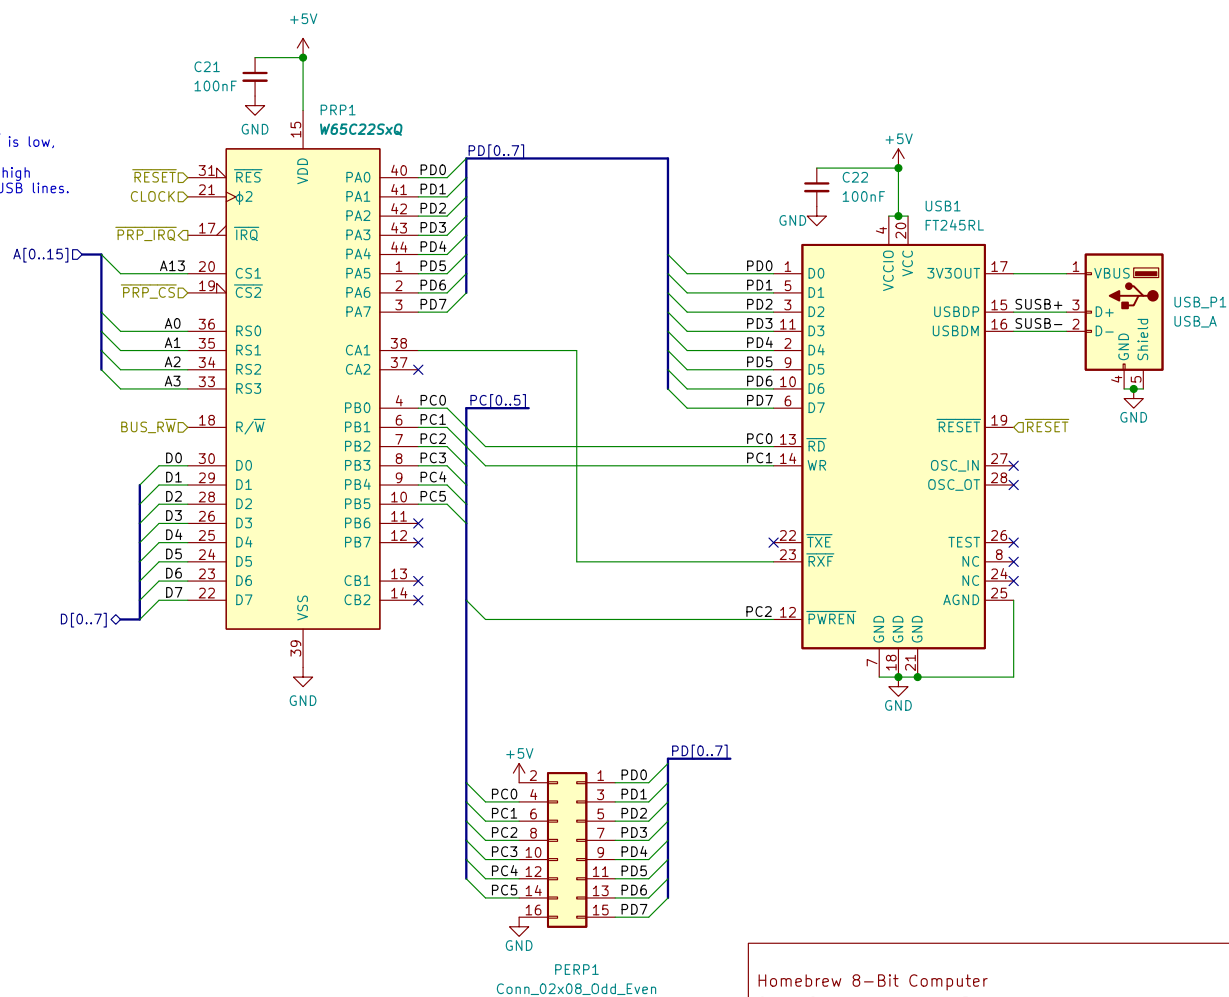 +5V
C21
100nF
GND
PRP1
W65C22SxQ
is low,
high
USB lines.
15
VDD
RESET 31 RES
CLOCK 21 ϕ2
PRP_IRQ 17 IRQ
A[0..15]
A13 20 CS1
PRP_CS 19 CS2
A0 36 RS0
A1 35 RS1
A2 34 RS2
A3 33 RS3
BUS_RW 18 R/W
D0 30 D0
D1 29 D1
D2 28 D2
D3 26 D3
D4 25 D4
D5 24 D5
D6 23 D6
D7 22 D7
D[0..7]
VSS
39
GND
PA0 40 PD0
PA1 41 PD1
PA2 42 PD2
PA3 43 PD3
PA4 44 PD4
PA5 1 PD5
PA6 2 PD6
PA7 3 PD7
CA1 38
CA2 37
PB0 4 PC0
PB1 6 PC1
PB2 7 PC2
PB3 8 PC3
PB4 9 PC4
PB5 10 PC5
PB6 11
PB7 12
CB1 13
CB2 14
PD[0..7]
PC[0..5]
+5V
C22
100nF
GND
USB1
FT245RL
4
20
VCCIO
VCC
PD0 1 D0
PD1 5 D1
PD2 3 D2
PD3 11 D3
PD4 2 D4
PD5 9 D5
PD6 10 D6
PD7 6 D7
PC0 13 RD
PC1 14 WR
22 TXE
23 RXF
PC2 12 PWREN
3V3OUT 17
USBDP 15 SUSB+
USBDM 16 SUSB-
RESET 19 RESET
OSC_IN 27
OSC_OT 28
TEST 26
NC 8
NC 24
AGND 25
GND
GND
GND
7
18
21
GND
1 VBUS
3 D+
2 D-
GND
Shield
4
5
GND
USB_P1
USB_A
+5V
PD[0..7]
2 1 PD0
PC0 4 3 PD1
PC1 6 5 PD2
PC2 8 7 PD3
PC3 10 9 PD4
PC4 12 11 PD5
PC5 14 13 PD6
16 15 PD7
GND
PERP1
Conn_02x08_Odd_Even
Homebrew 8-Bit Computer